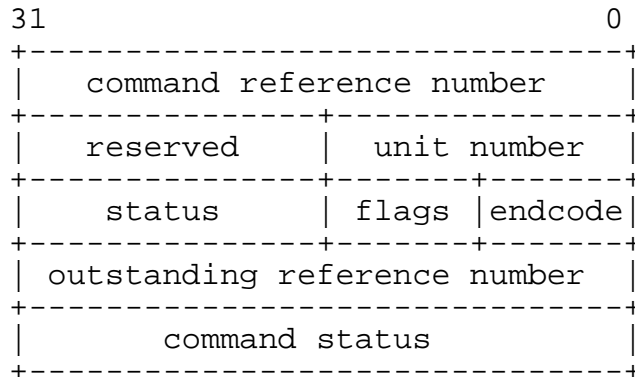 31 0
command reference number
reserved unit number
status flags endcode
outstanding reference number
command status